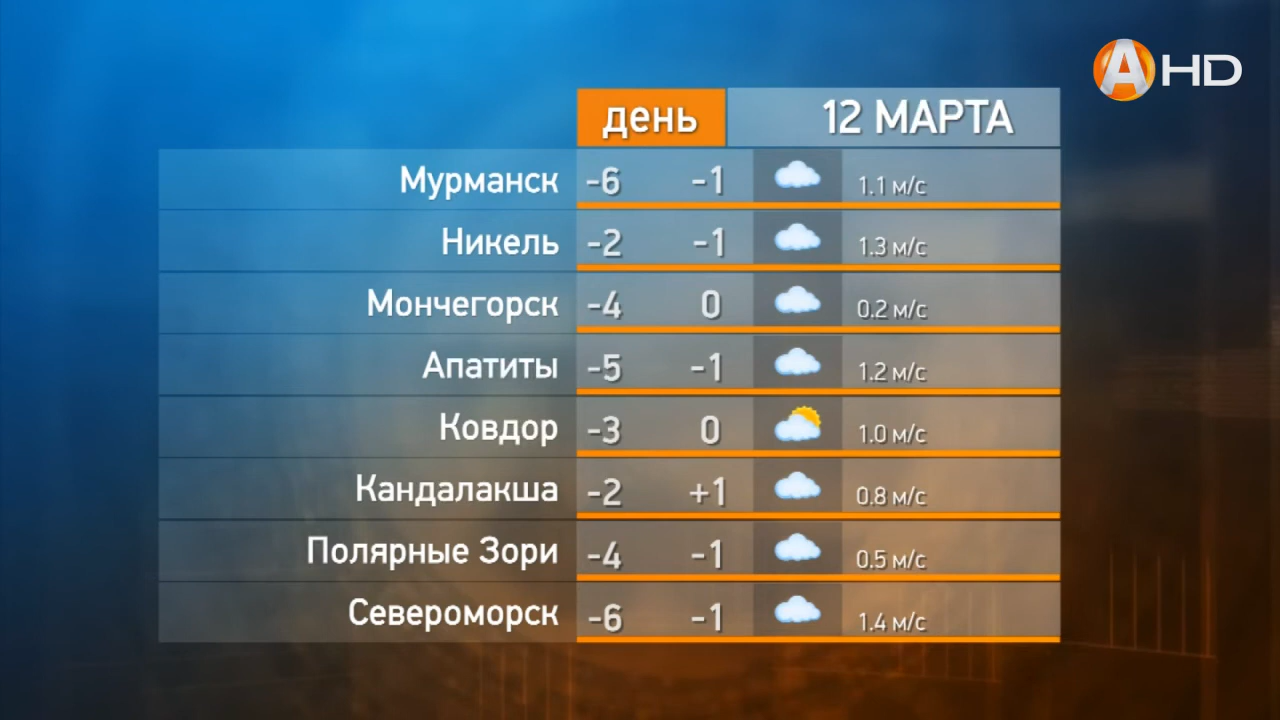 АHD
день 12 МАРТА
Мурманск -6 -1 1.1 м/с
Никель -2 -1 1.3 м/с
Мончегорск -4 0 0.2 м/с
Апатиты -5 -1 1.2 м/с
Ковдор -3 0 1.0 м/с
Кандалакша -2 +1 0.8 м/с
Полярные Зори -4 -1 0.5 м/с
Североморск -6 -1 1.4 м/с